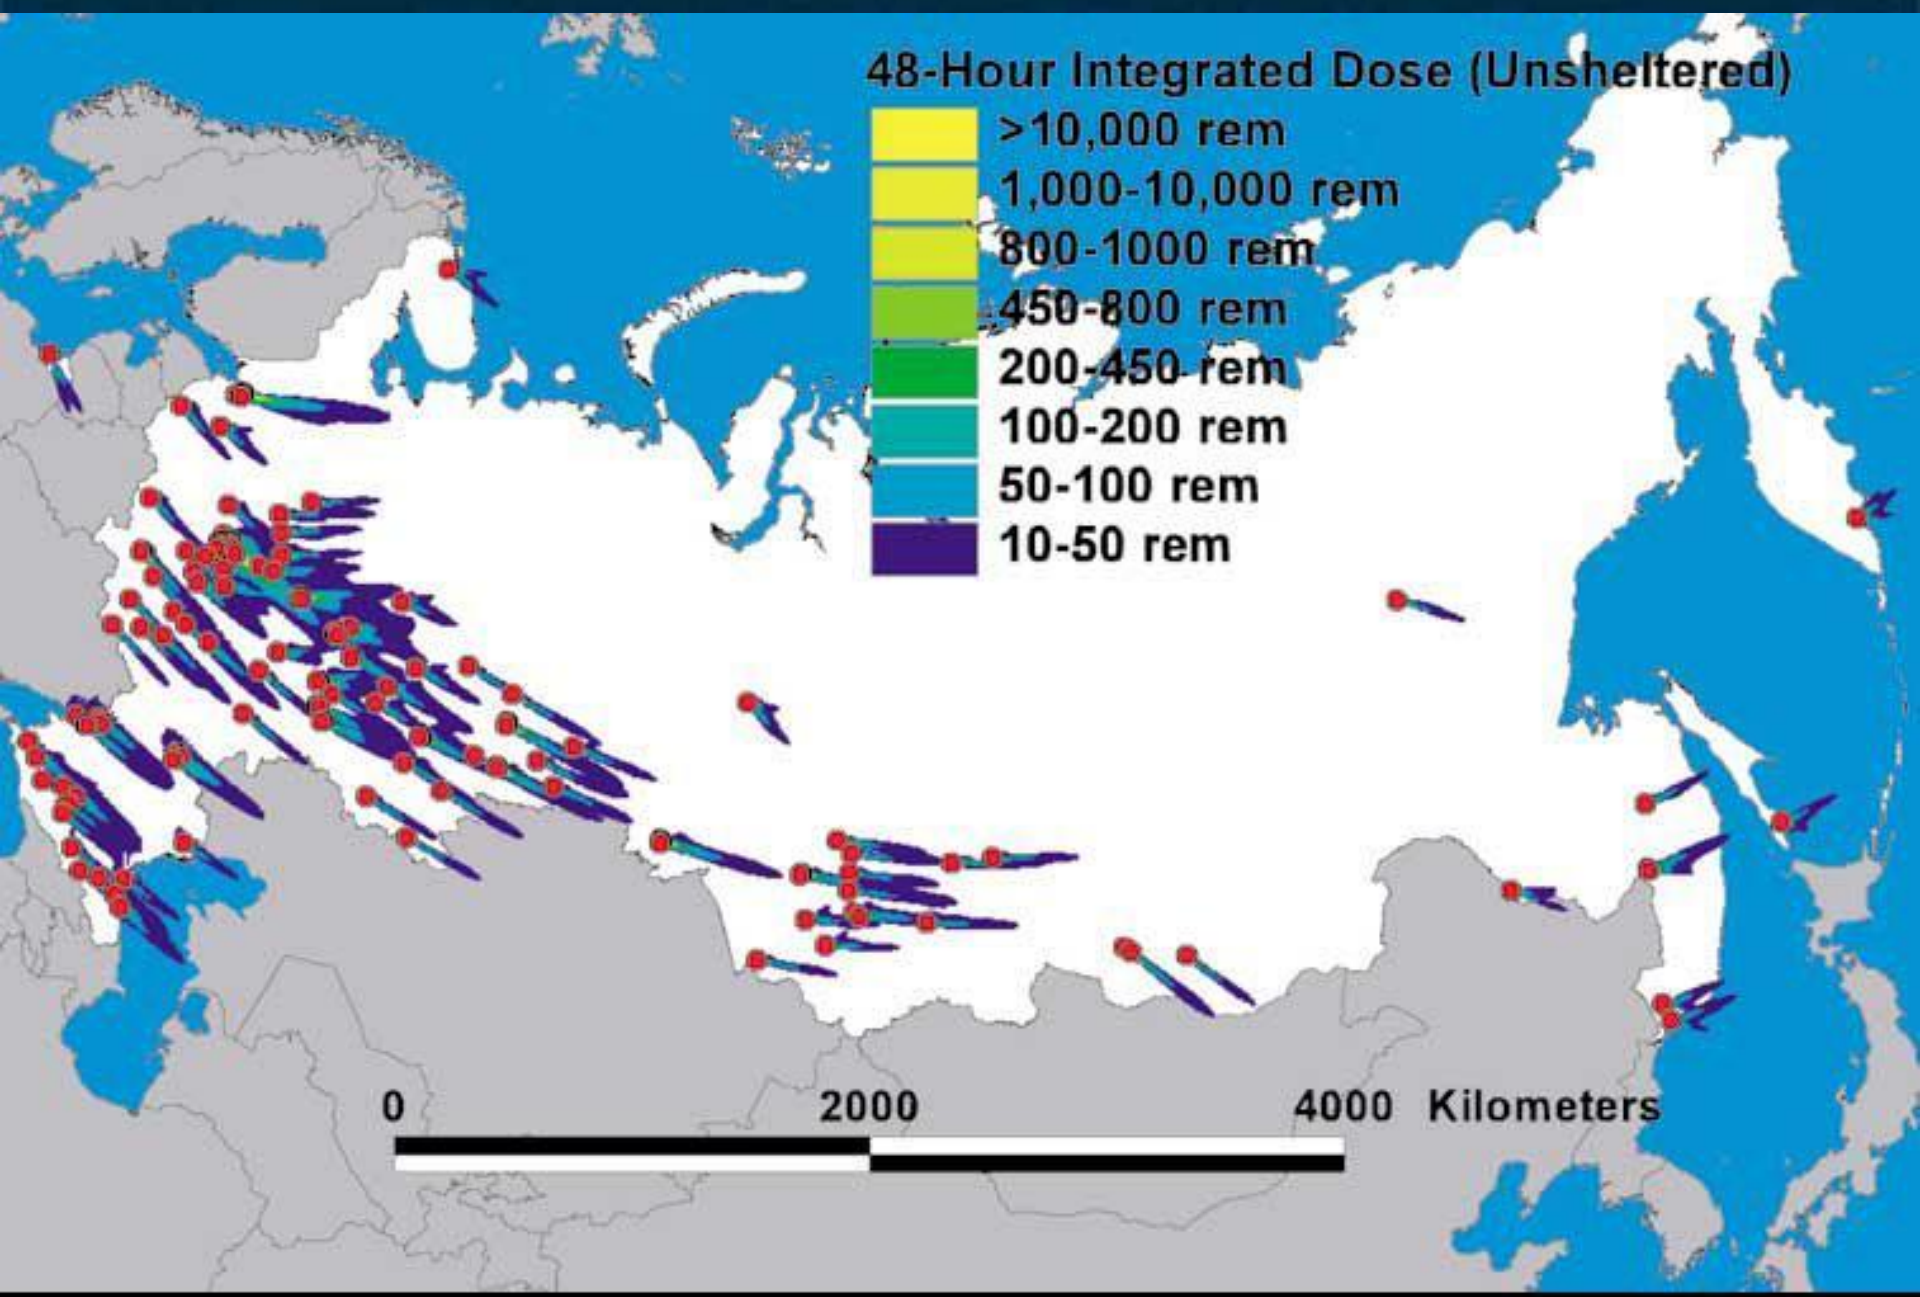 48-Hour Integrated Dose (Unsheltered)
>10,000 rem
1,000-10,000 rem
800-1000 rem
450-800 rem
200-450 rem
100-200 rem
50-100 rem
10-50 rem
0 2000 4000 Kilometers